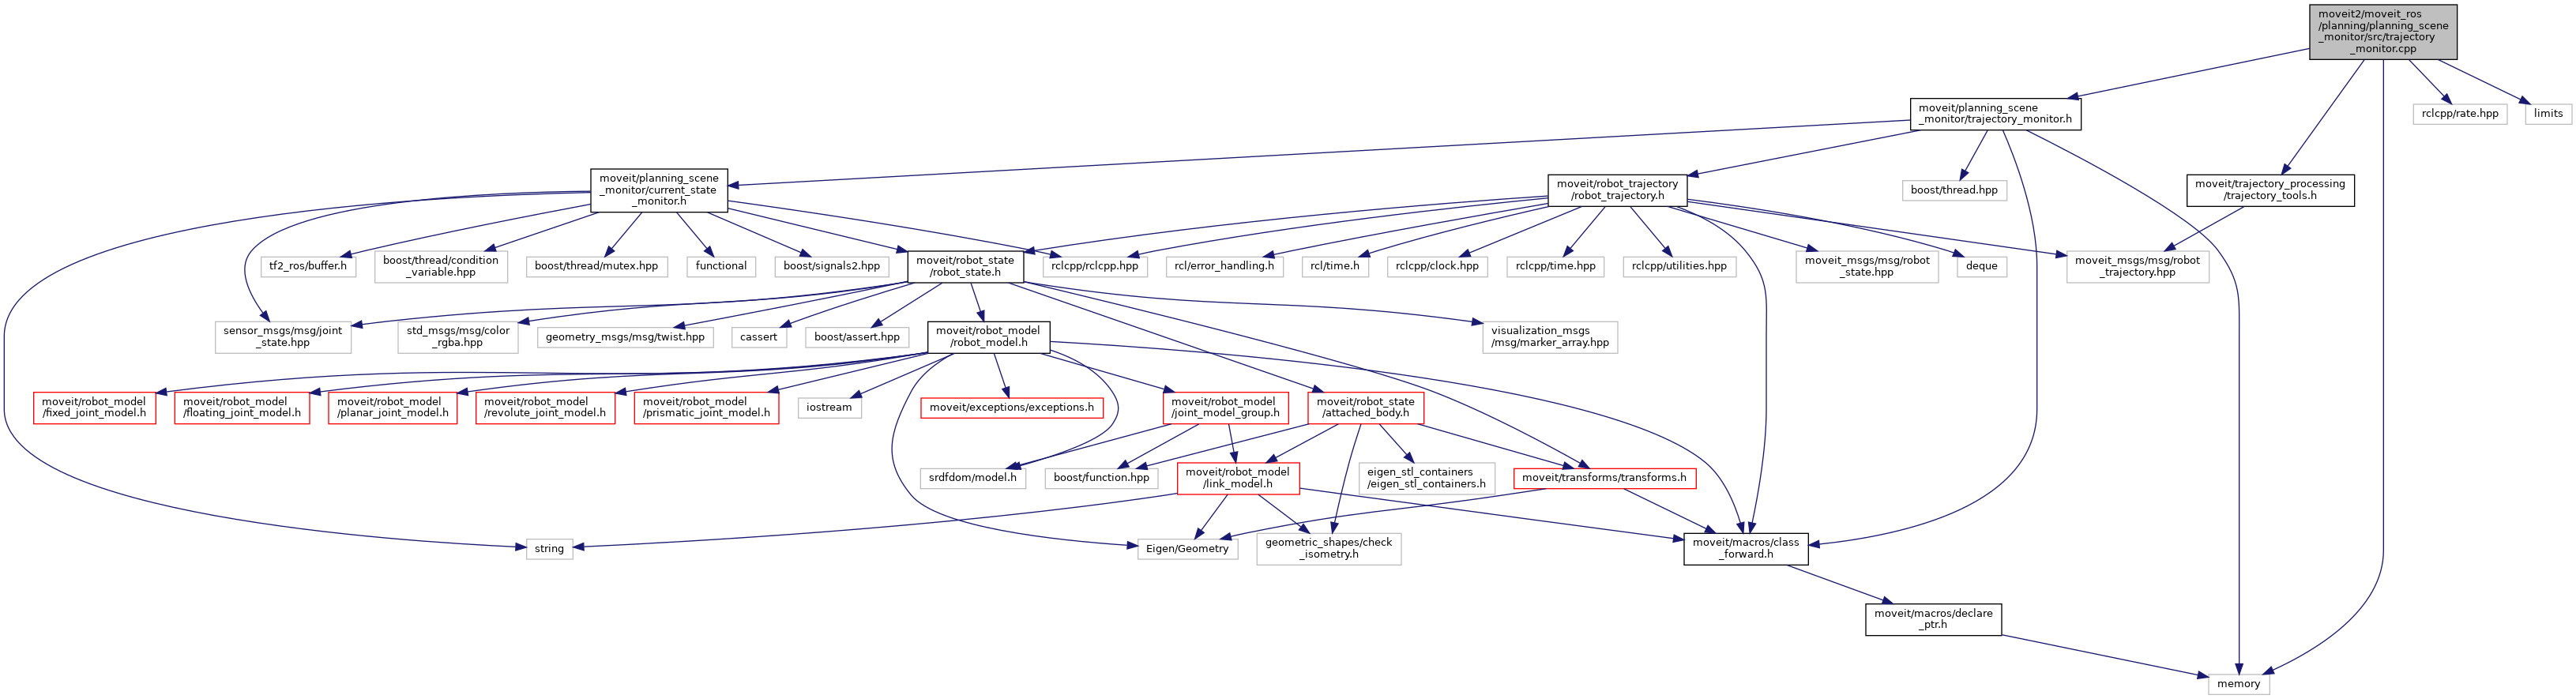 moveit2/moveit_ros
/planning/planning_scene
_monitor/src/trajectory
_monitor.cpp
moveit/planning_scene
_monitor/trajectory_monitor.h
rclcpp/rate.hpp
limits
moveit/planning_scene
_monitor/current_state
_monitor.h
moveit/robot_trajectory
/robot_trajectory.h
boost/thread.hpp
moveit/trajectory_processing
/trajectory_tools.h
tf2_ros/buffer.h
boost/thread/condition
_variable.hpp
boost/thread/mutex.hpp
functional
boost/signals2.hpp
moveit/robot_state
/robot_state.h
rclcpp/rclcpp.hpp
rcl/error_handling.h
rcl/time.h
rclcpp/clock.hpp
rclcpp/time.hpp
rclcpp/utilities.hpp
moveit_msgs/msg/robot
_state.hpp
deque
moveit_msgs/msg/robot
_trajectory.hpp
sensor_msgs/msg/joint
_state.hpp
std_msgs/msg/color
_rgba.hpp
geometry_msgs/msg/twist.hpp
cassert
boost/assert.hpp
moveit/robot_model
/robot_model.h
visualization_msgs
/msg/marker_array.hpp
moveit/robot_model
/fixed_joint_model.h
moveit/robot_model
/floating_joint_model.h
moveit/robot_model
/planar_joint_model.h
moveit/robot_model
/revolute_joint_model.h
moveit/robot_model
/prismatic_joint_model.h
iostream
moveit/exceptions/exceptions.h
moveit/robot_model
/joint_model_group.h
moveit/robot_state
/attached_body.h
srdfdom/model.h
boost/function.hpp
moveit/robot_model
/link_model.h
eigen_stl_containers
/eigen_stl_containers.h
moveit/transforms/transforms.h
string
Eigen/Geometry
geometric_shapes/check
_isometry.h
moveit/macros/class
_forward.h
moveit/macros/declare
_ptr.h
memory